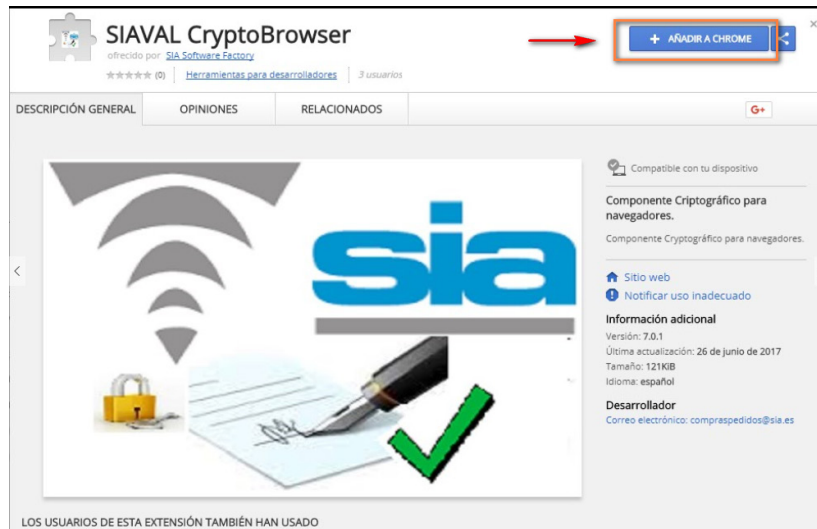 SIAVAL CryptoBrowser
ofrecido por SIA Software Factory
(0) Herramientas para desarrolladores 3 usuarios
+ AÑADIR A CHROME
DESCRIPCIÓN GENERAL OPINIONES RELACIONADOS
G+
sia
Compatible con tu dispositivo
Componente Criptográfico para
navegadores.
Componente Cryptográfico para navegadores.
Sitio web
Notificar uso inadecuado
Información adicional
Versión: 7.0.1
Última actualización: 26 de junio de 2017
Tamaño: 121KiB
Idioma: español
Desarrollador
Correo electrónico: compraspedidos@sia.es
LOS USUARIOS DE ESTA EXTENSIÓN TAMBIÉN HAN USADO